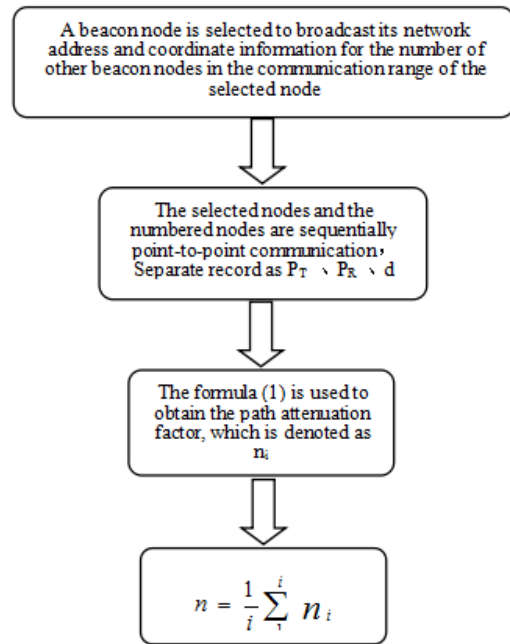 A beacon node is selected to broadcast its network
address and coordinate information for the number of
other beacon nodes in the communication range of the
selected node
The selected nodes and the
numbered nodes are sequentially
point-to-point communication，
Separate record as P_T 、P_R 、d
The formula (1) is used to
obtain the path attenuation
factor, which is denoted as
n_i
n = \frac{1}{i} \sum_{1}^{i} n_i